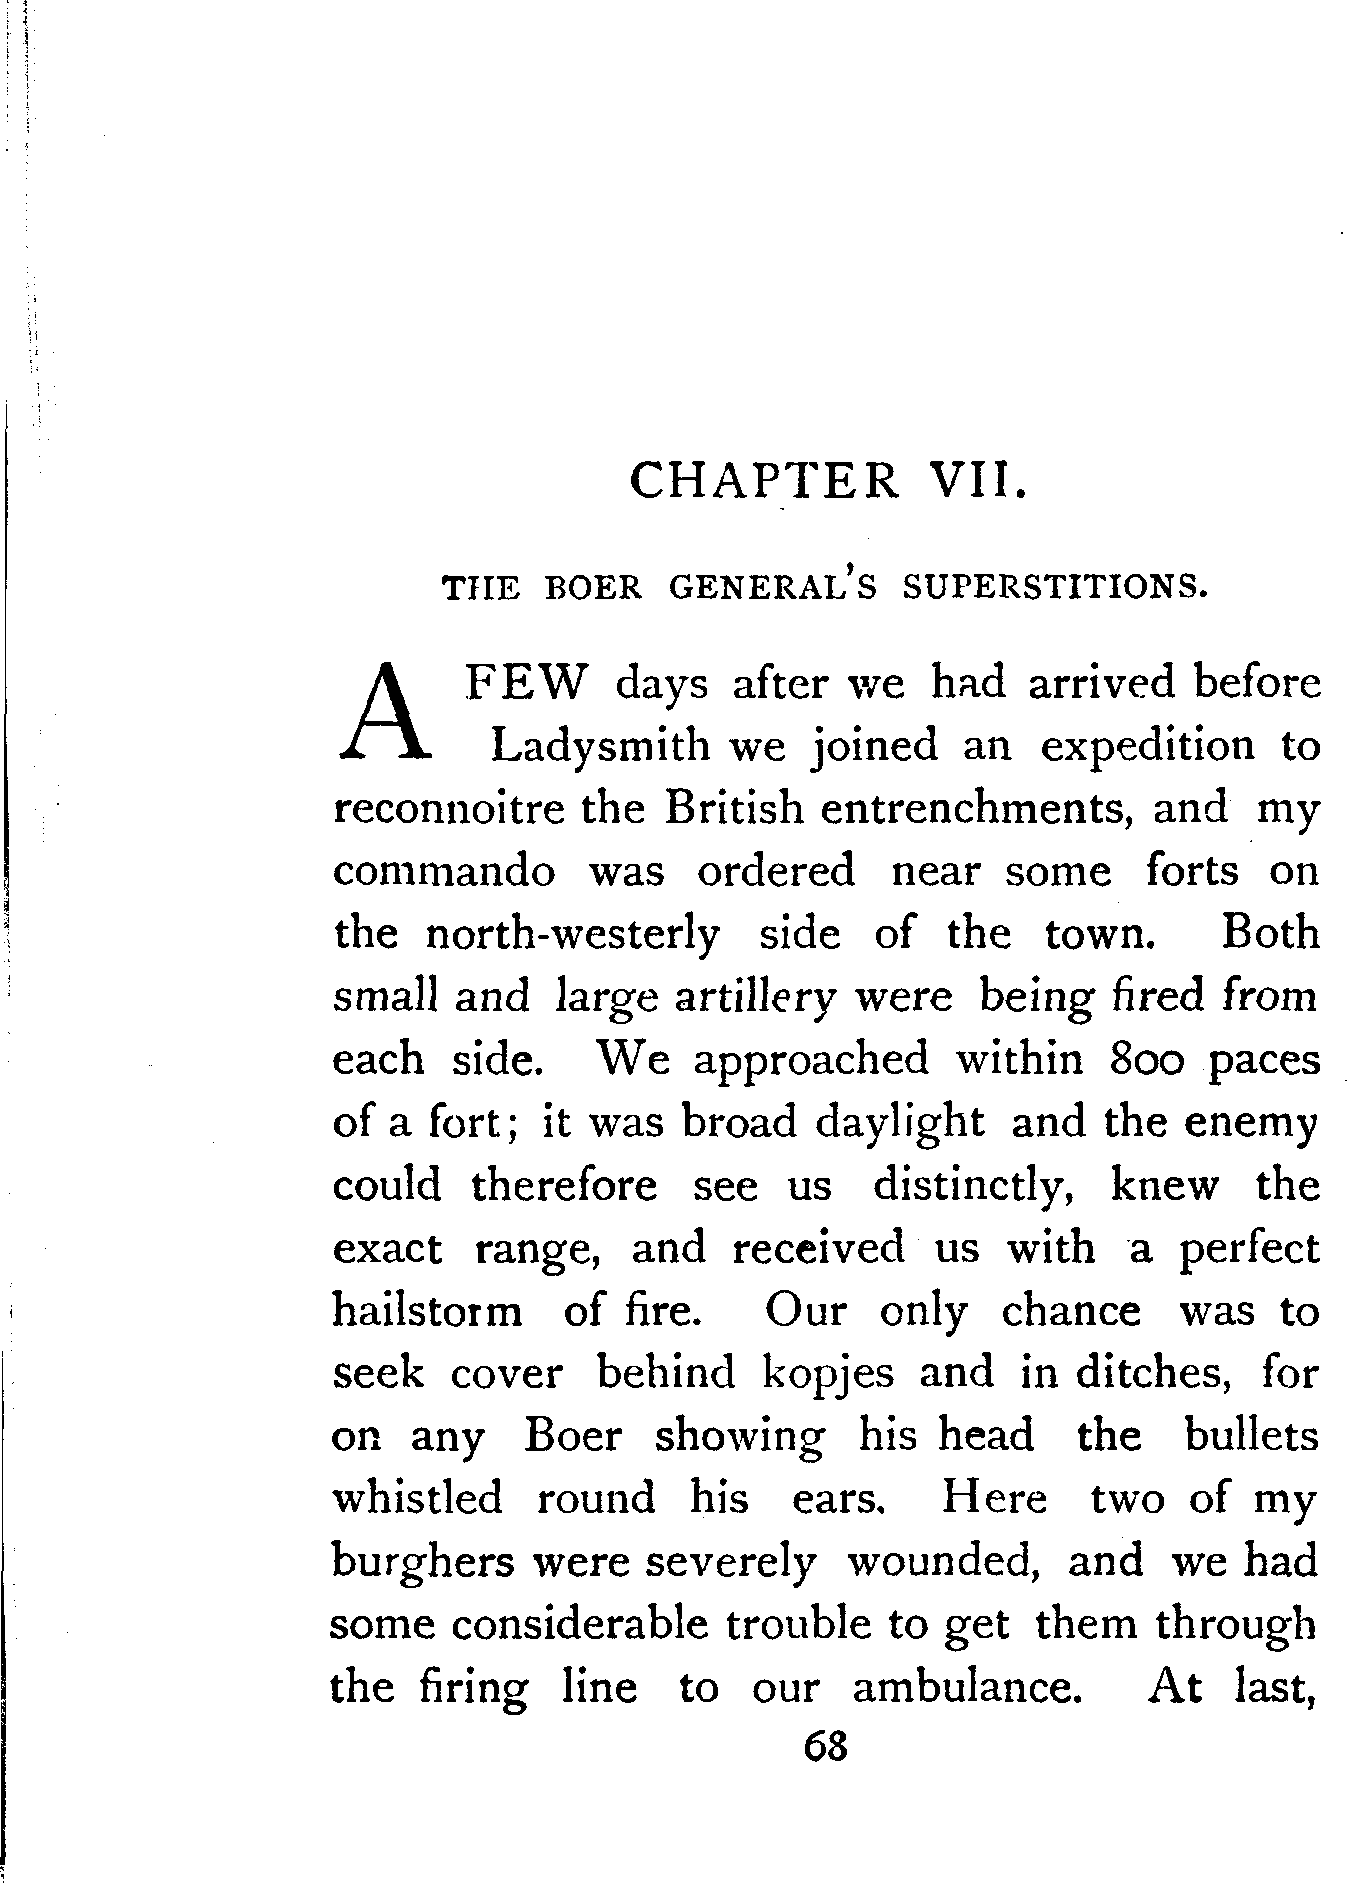 CHAPTER VII.
THE BOER GENERAL'S SUPERSTITIONS.
A FEW days after we had arrived before
Ladysmith we joined an expedition to
reconnoitre the British entrenchments, and my
commando was ordered near some forts on
the north-westerly side of the town. Both
small and large artillery were being fired from
each side. We approached within 800 paces
of a fort; it was broad daylight and the enemy
could therefore see us distinctly, knew the
exact range, and received us with a perfect
hailstorm of fire. Our only chance was to
seek cover behind kopjes and in ditches, for
on any Boer showing his head the bullets
whistled round his ears. Here two of my
burghers were severely wounded, and we had
some considerable trouble to get them through
the firing line to our ambulance. At last,
68